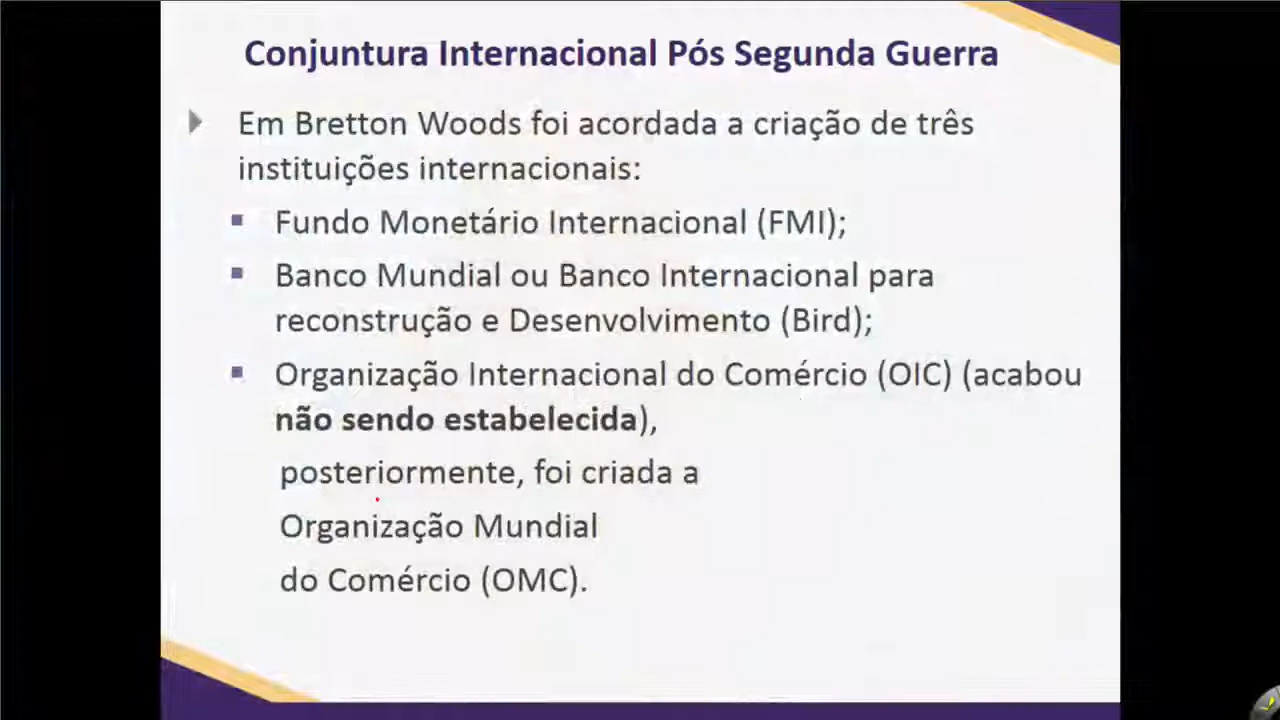 Conjuntura Internacional Pós Segunda Guerra
Em Bretton Woods foi acordada a criação de três
instituições internacionais:
Fundo Monetário Internacional (FMI);
Banco Mundial ou Banco Internacional para
reconstrução e Desenvolvimento (Bird);
Organização Internacional do Comércio (OIC) (acabou
não sendo estabelecida),
posteriormente, foi criada a
Organização Mundial
do Comércio (OMC).